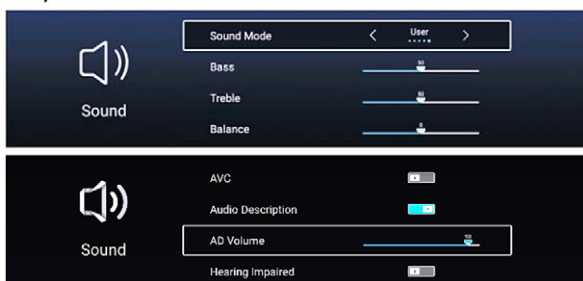 Sound Mode
User
Bass
50
Treble
50
Sound
Balance
0
AVC
Audio Description
AD Volume
Sound
Hearing Impaired